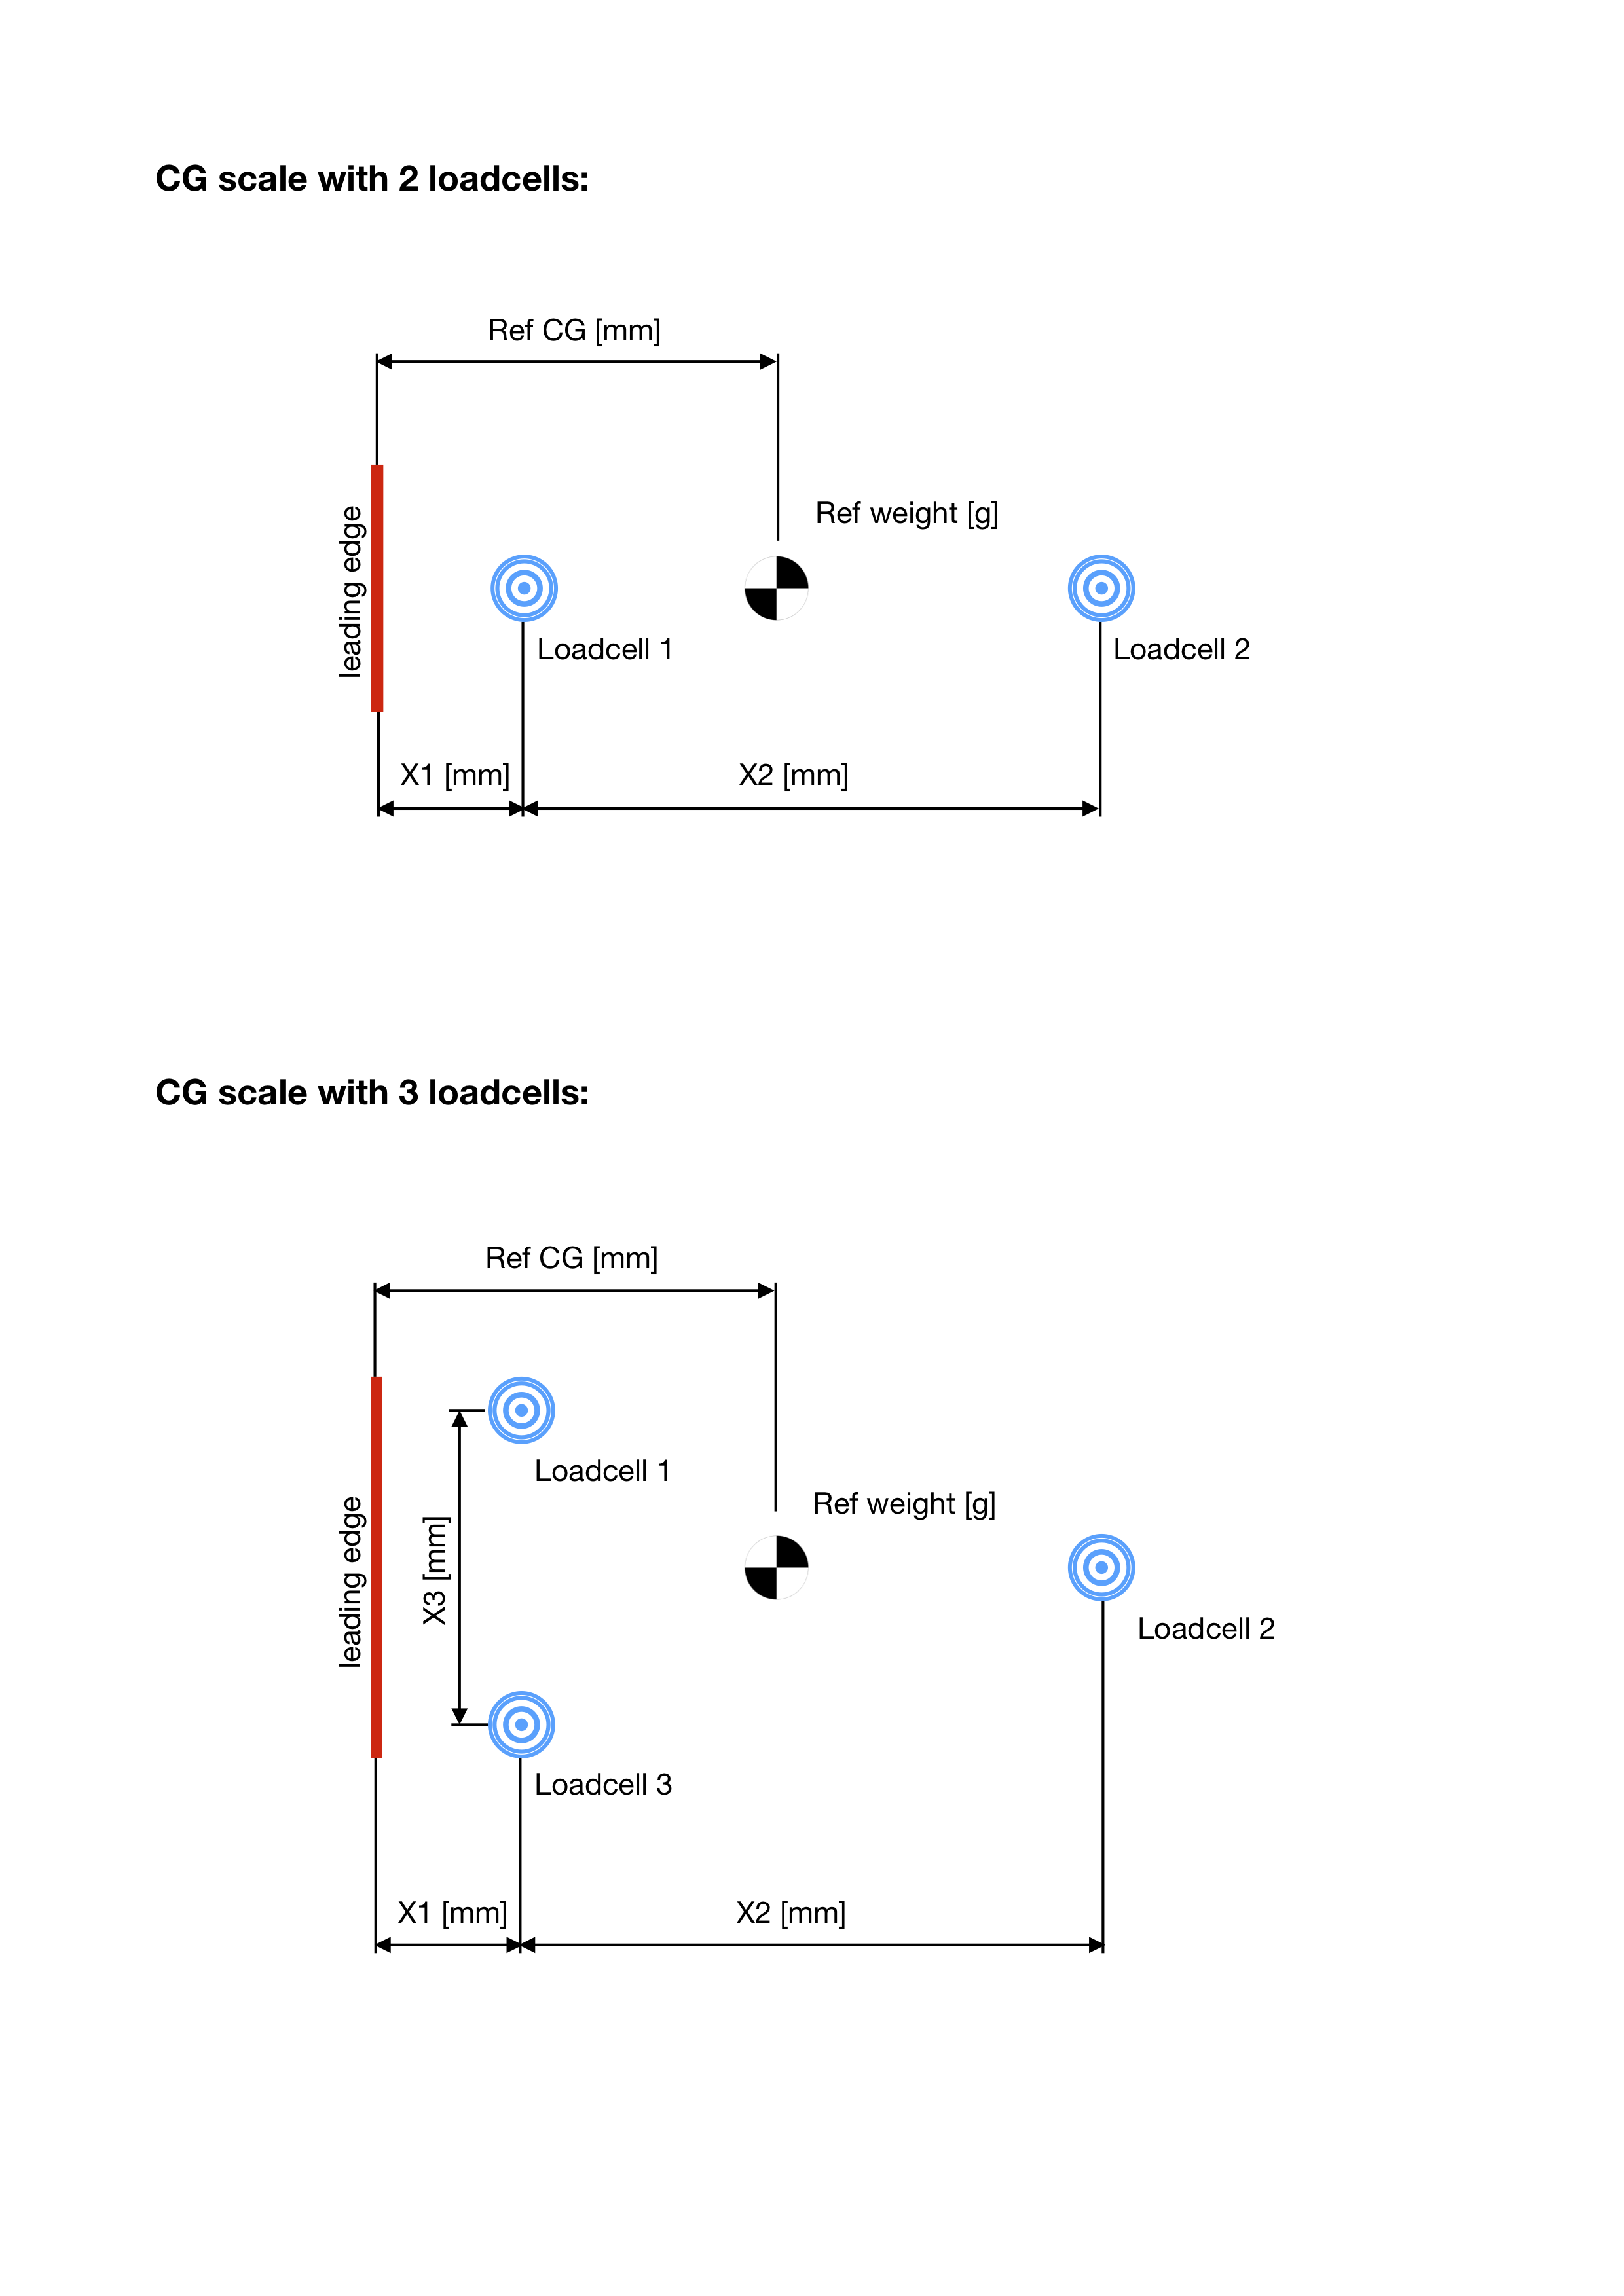 CG scale with 2 loadcells:
Ref CG [mm]
Ref weight [g]
leading edge
Loadcell 1
Loadcell 2
X1 [mm]
X2 [mm]
CG scale with 3 loadcells:
Ref CG [mm]
Loadcell 1
Ref weight [g]
leading edge
X3 [mm]
Loadcell 2
Loadcell 3
X1 [mm]
X2 [mm]